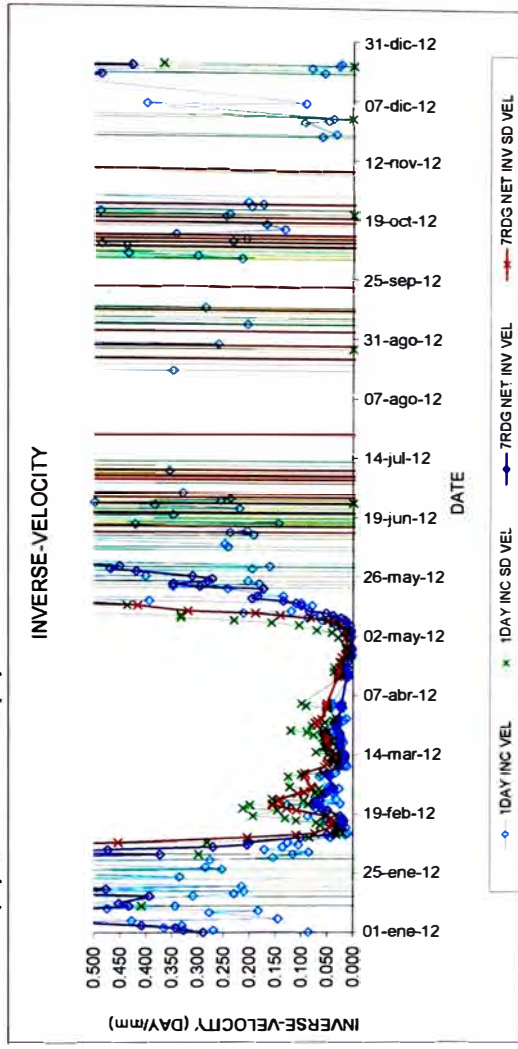 INVERSE-VELOCITY
INVERSE-VELOCITY (DAY/mm)
0.500
0.450
0.400
0.350
0.300
0.250
0.200
0.150
0.100
0.050
0.000
01-ene-12
25-ene-12
19-feb-12
14-mar-12
07-abr-12
02-may-12
26-may-12
19-jun-12
14-jul-12
07-ago-12
31-ago-12
25-sep-12
19-oct-12
12-nov-12
07-dic-12
31-dic-12
DATE
1DAY INC VEL
1DAY INC SD VEL
7RDG NET INV VEL
7RDG NET INV SD VEL